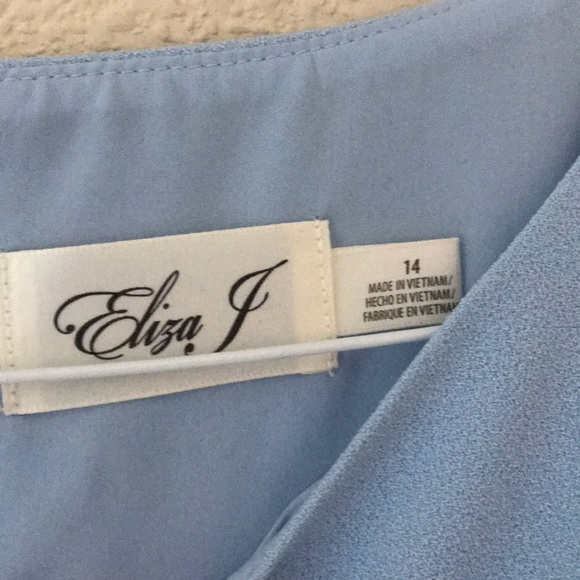 Eliza J
14
MADE IN VIETNAM/
HECHO EN VIETNAM/
FABRIQUE EN VIETNAM